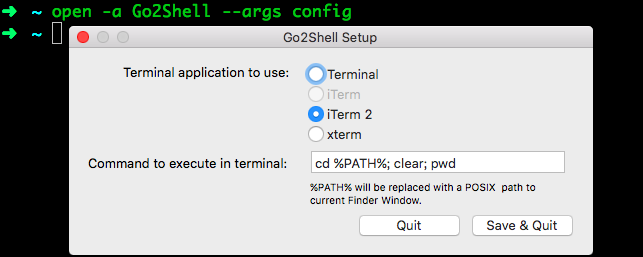 ➜ ~ open -a Go2Shell --args config
➜ ~
Go2Shell Setup
Terminal application to use:
Terminal
iTerm
iTerm 2
xterm
Command to execute in terminal:
cd %PATH%; clear; pwd
%PATH% will be replaced with a POSIX path to
current Finder Window.
Quit
Save & Quit